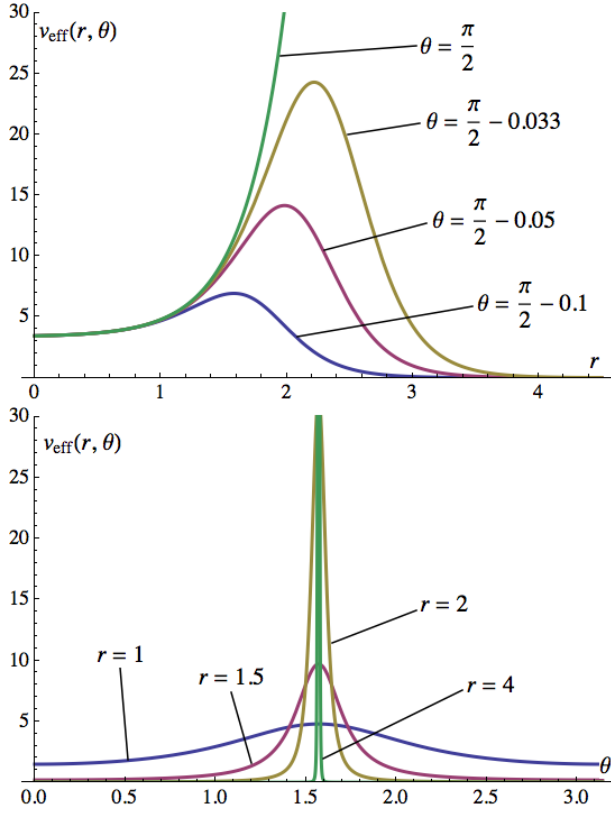 v_eff(r, θ)
30
θ = π/2
25
θ = π/2 − 0.033
20
15
θ = π/2 − 0.05
10
θ = π/2 − 0.1
5
r
0 1 2 3 4
30
v_eff(r, θ)
25
20
15
r = 2
10
r = 1
r = 1.5
r = 4
5
θ
0.0 0.5 1.0 1.5 2.0 2.5 3.0